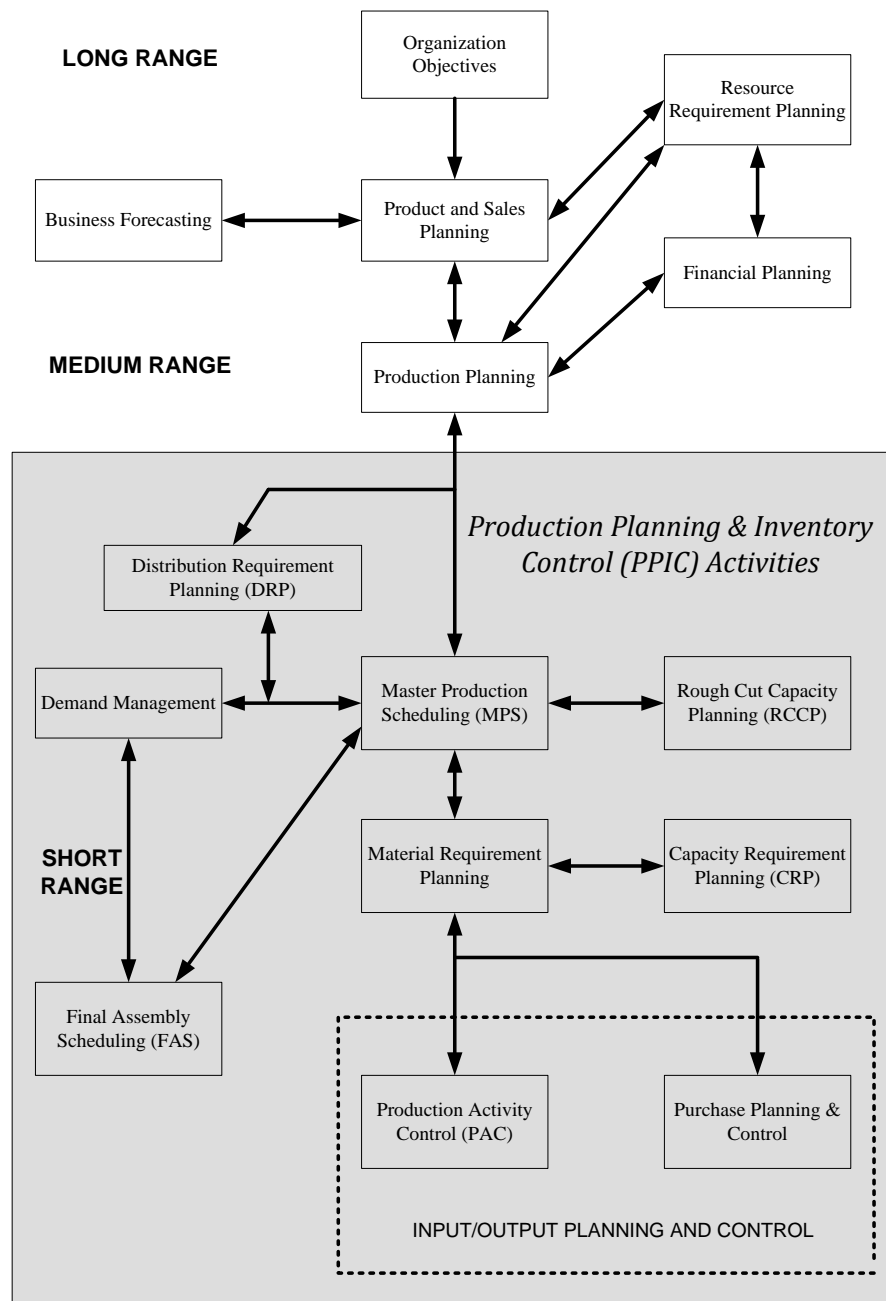 LONG RANGE
Organization
Objectives
Resource
Requirement Planning
Business Forecasting
Product and Sales
Planning
Financial Planning
MEDIUM RANGE
Production Planning
Production Planning & Inventory
Control (PPIC) Activities
Distribution Requirement
Planning (DRP)
Demand Management
Master Production
Scheduling (MPS)
Rough Cut Capacity
Planning (RCCP)
SHORT
RANGE
Material Requirement
Planning
Capacity Requirement
Planning (CRP)
Final Assembly
Scheduling (FAS)
Production Activity
Control (PAC)
Purchase Planning &
Control
INPUT/OUTPUT PLANNING AND CONTROL